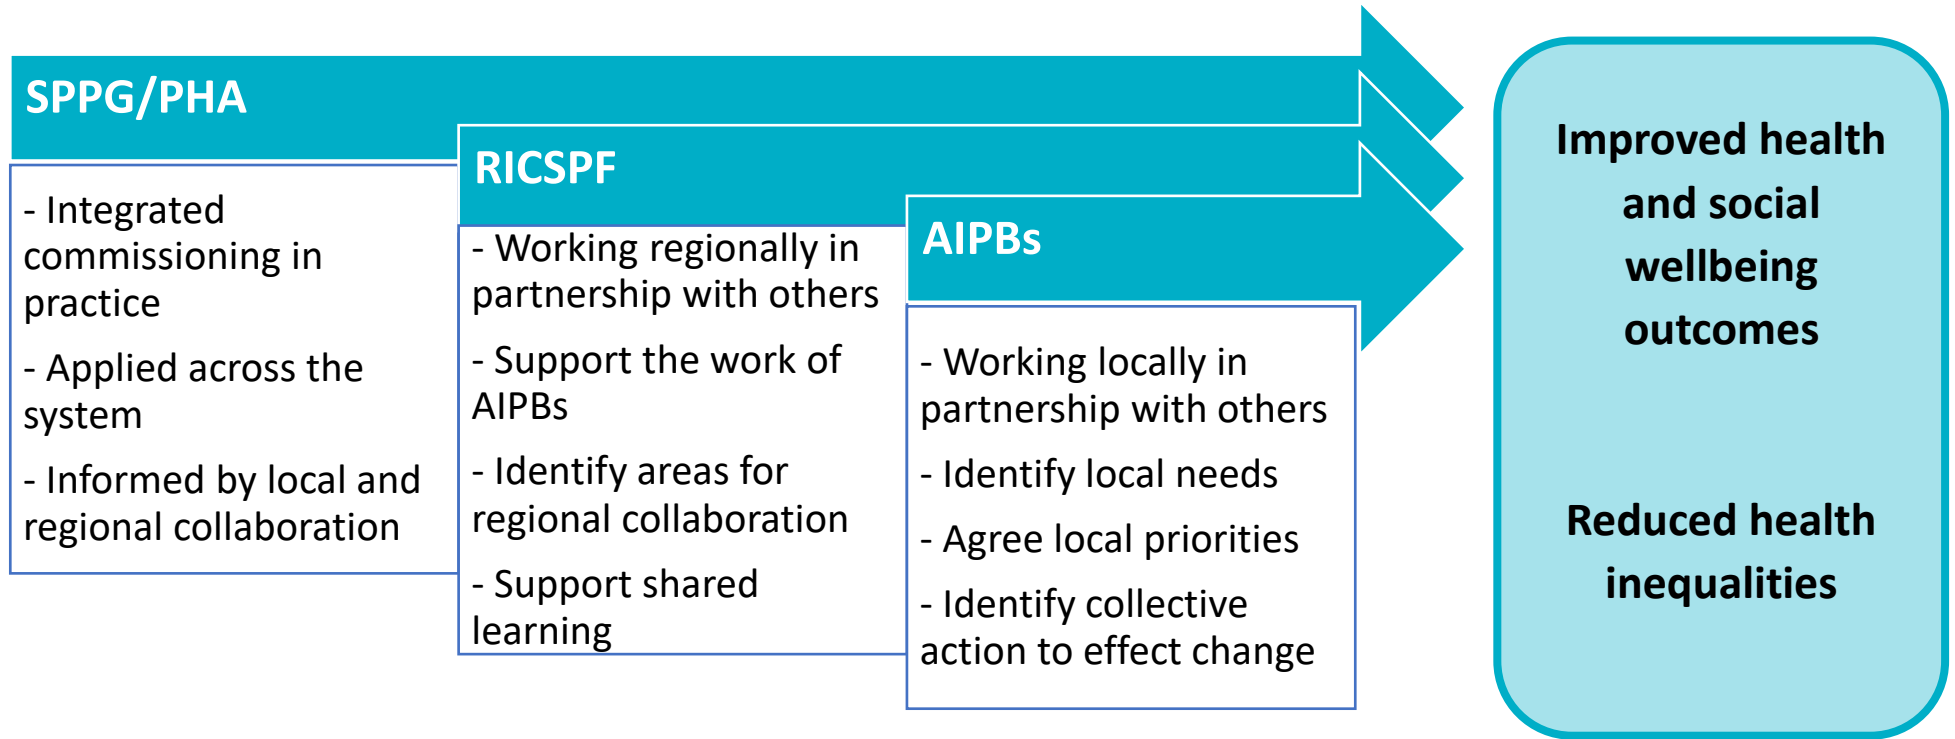 SPPG/PHA
- Integrated
commissioning in
practice
- Applied across the
system
- Informed by local and
regional collaboration
RICSPF
- Working regionally in
partnership with others
- Support the work of
AIPBs
- Identify areas for
regional collaboration
- Support shared
learning
AIPBs
- Working locally in
partnership with others
- Identify local needs
- Agree local priorities
- Identify collective
action to effect change
Improved health
and social
wellbeing
outcomes
Reduced health
inequalities